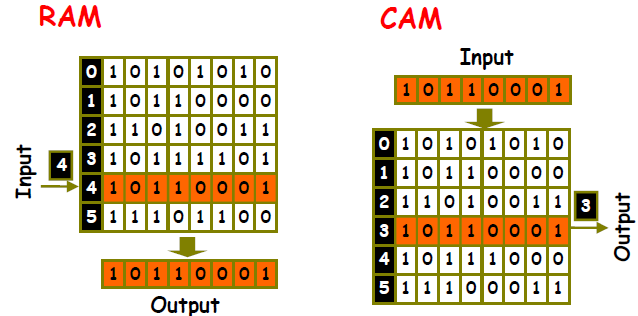 RAM
Input
4
0 1 0 1 0 1 0 1 0
1 1 0 1 1 0 0 0 0
2 1 1 0 1 0 0 1 1
3 1 0 1 1 1 1 0 1
4 1 0 1 1 0 0 0 1
5 1 1 1 0 1 1 0 0
1 0 1 1 0 0 0 1
Output
CAM
Input
1 0 1 1 0 0 0 1
0 1 0 1 0 1 0 1 0
1 1 0 1 1 0 0 0 0
2 1 1 0 1 0 0 1 1
3 1 0 1 1 0 0 0 1
4 1 0 1 1 1 0 0 0
5 1 1 1 0 0 0 1 1
3
Output